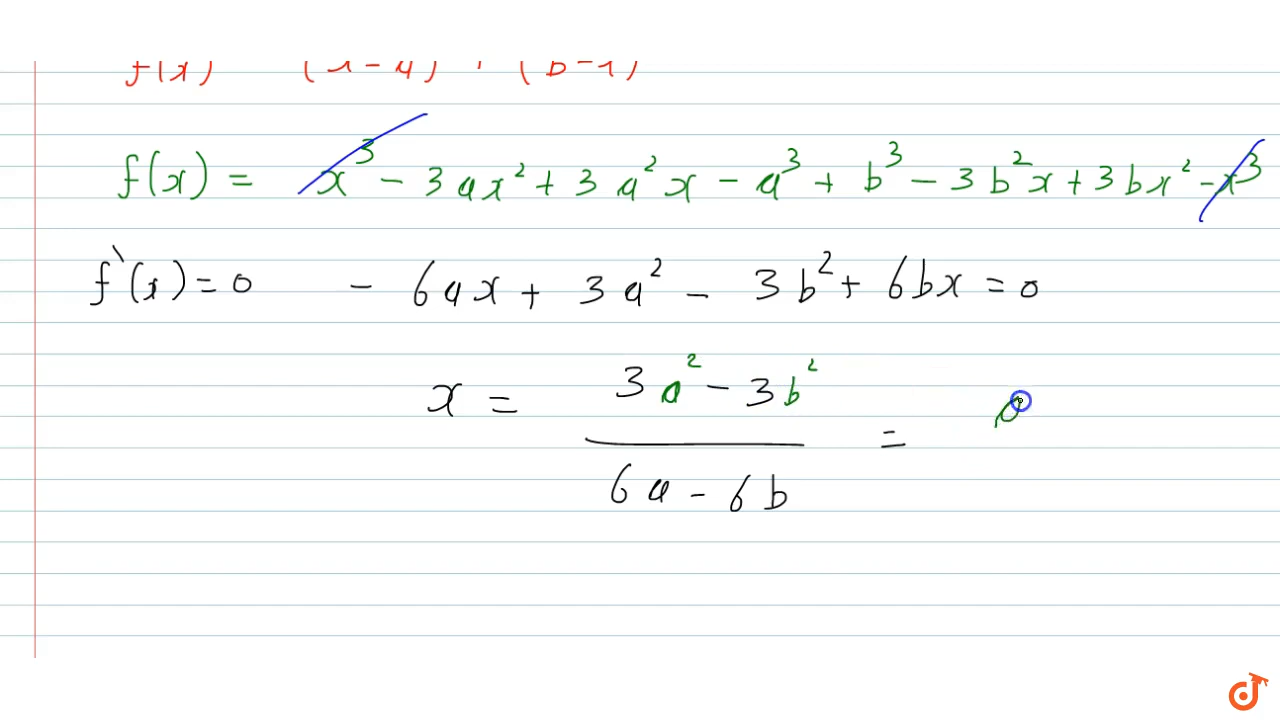 f(x) = x³ - 3ax² + 3a²x - a³ + b³ - 3b²x + 3bx² - x³
f`(x) = 0 - 6ax + 3a² - 3b² + 6bx = 0
x = (3a² - 3b²) / (6a - 6b) =